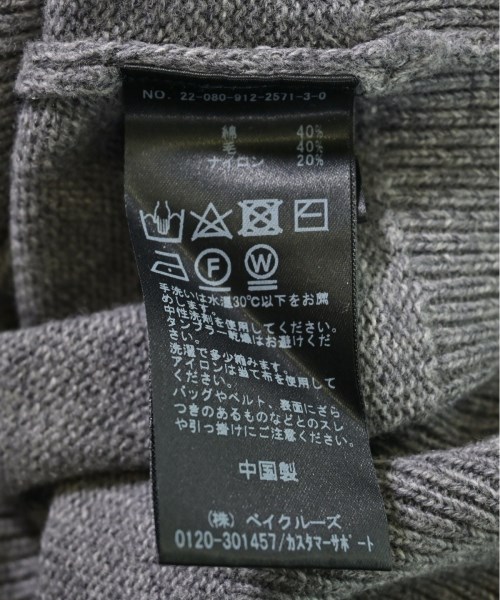 NO. 22-080-912-2571-3-0
綿 40%
毛 40%
ナイロン 20%
F W
手洗いは水温30℃以下をお薦
めします。
中性洗剤を使用してください。
タンブラー乾燥はお避けくだ
さい。
洗濯で多少縮みます。
アイロンは当て布を使用して
ください。
バッグやベルト、表面にざら
つきのあるものなどとのスレ
や引っ掛けにご注意ください。
中国製
(株) ベイクルーズ
0120-301457/カスタマーサポート